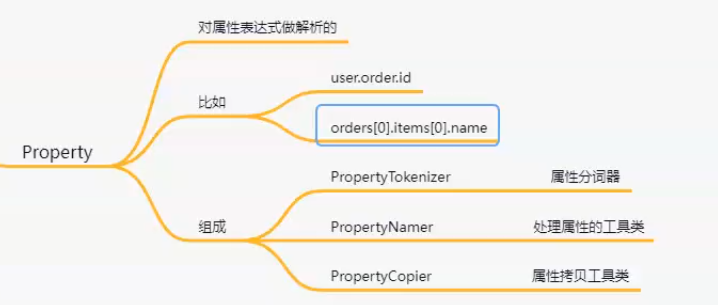 对属性表达式做解析的
user.order.id
比如
orders[0].items[0].name
Property
PropertyTokenizer 属性分词器
组成 PropertyNamer 处理属性的工具类
PropertyCopier 属性拷贝工具类